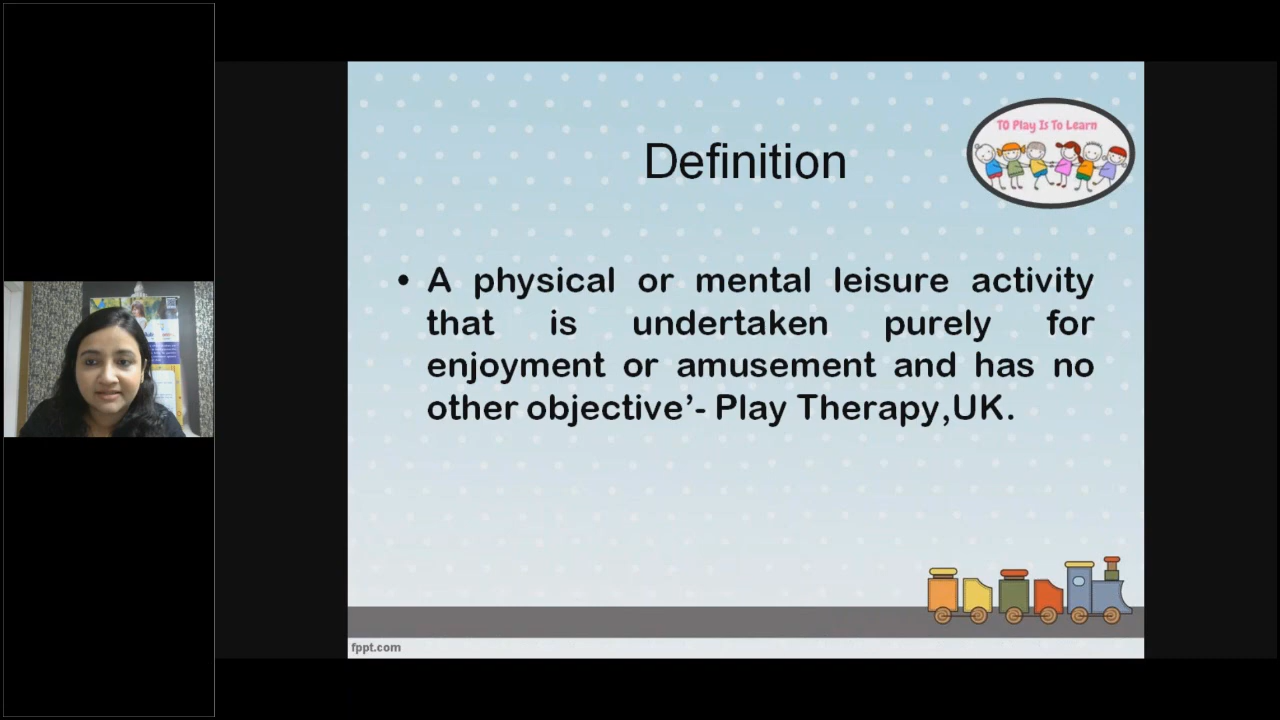 TO Play Is To Learn
Definition
• A physical or mental leisure activity
that is undertaken purely for
enjoyment or amusement and has no
other objective’- Play Therapy,UK.
fppt.com